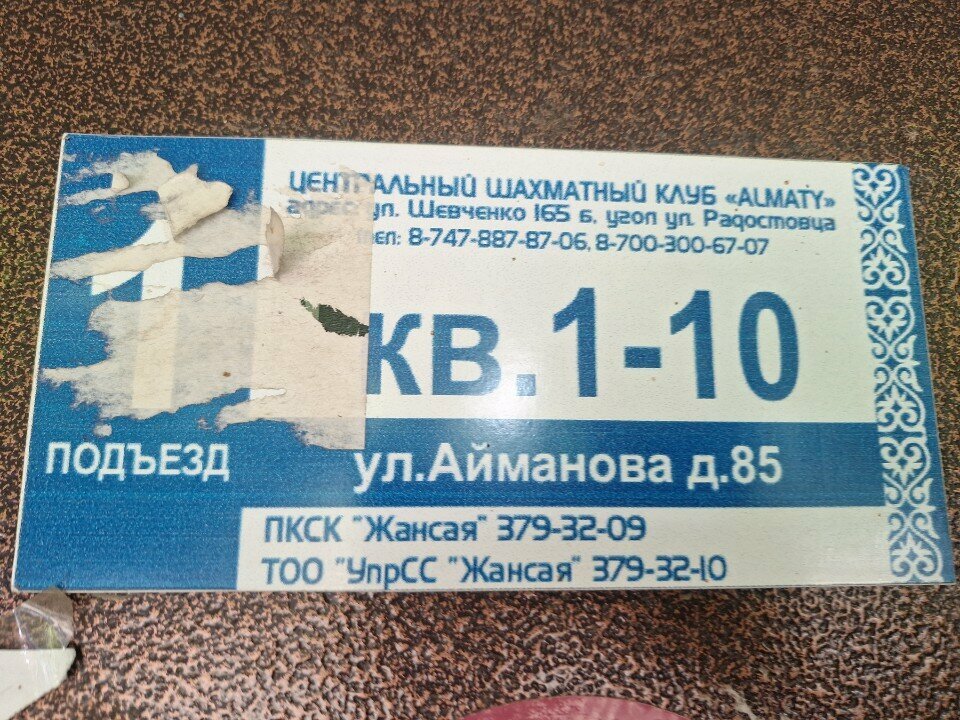 ЦЕНТРАЛЬНЫЙ ШАХМАТНЫЙ КЛУБ «ALMATY»
адрес: ул. Шевченко 165 б, угол ул. Радостовца
тел: 8-747-887-87-06, 8-700-300-67-07
кв.1-10
ПОДЪЕЗД
ул.Айманова д.85
ПКСК "Жансая" 379-32-09
ТОО "УпрСС "Жансая" 379-32-10